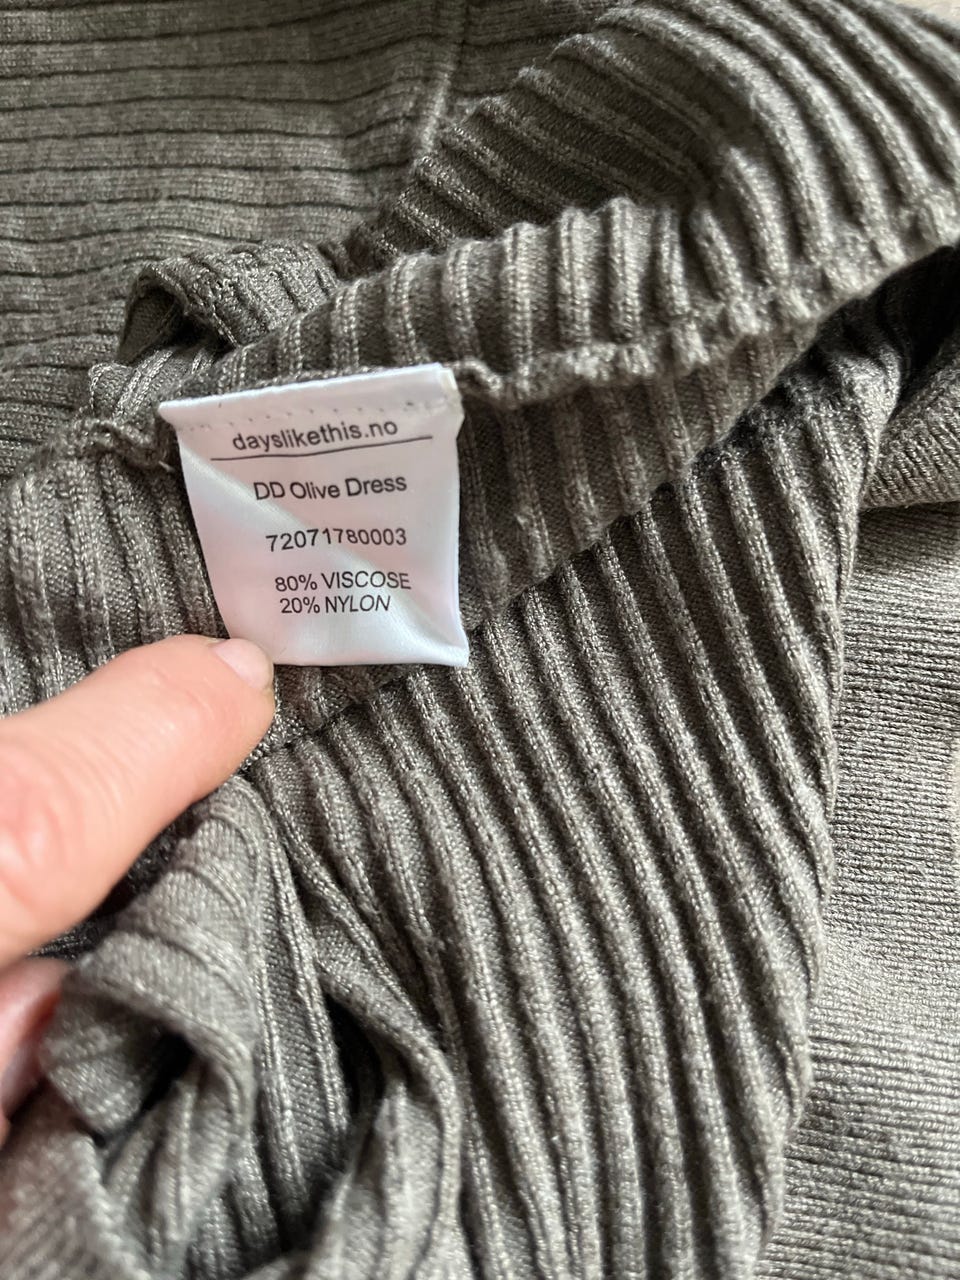 dayslikethis.no
DD Olive Dress
72071780003
80% VISCOSE
20% NYLON